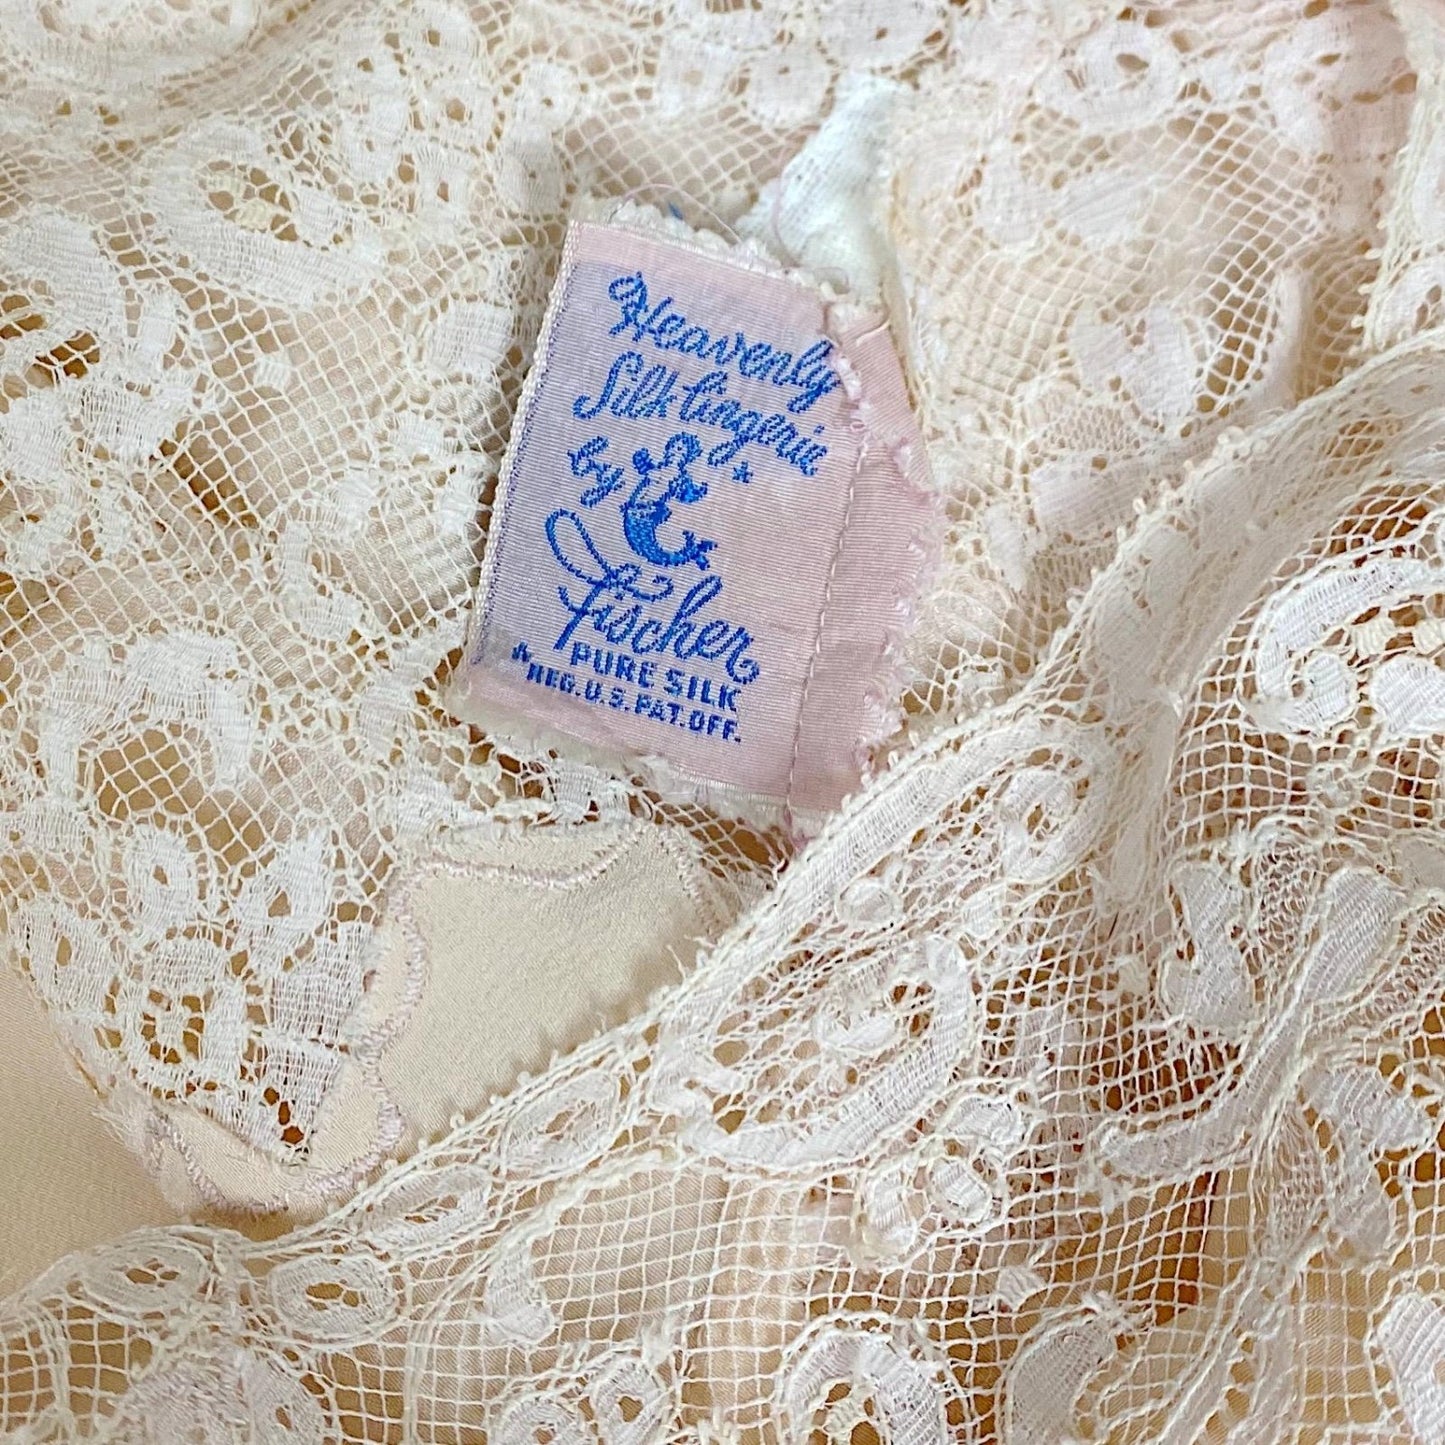 Heavenly
Silk Lingerie
by
Fischer
PURE SILK
REG. U.S. PAT. OFF.